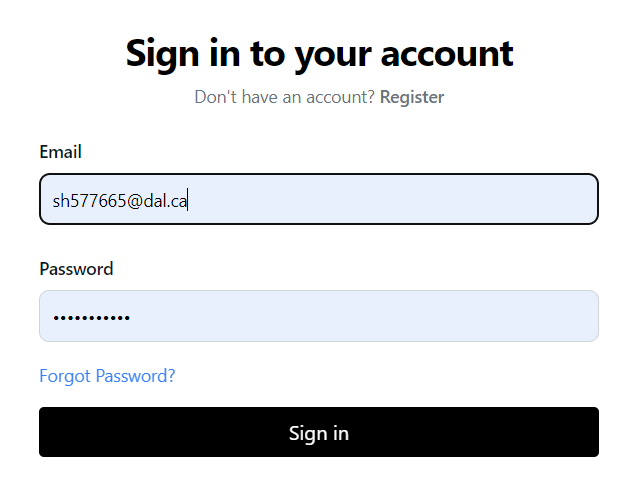 Sign in to your account
Don't have an account? Register
Email
sh577665@dal.ca
Password
•••••••••••
Forgot Password?
Sign in